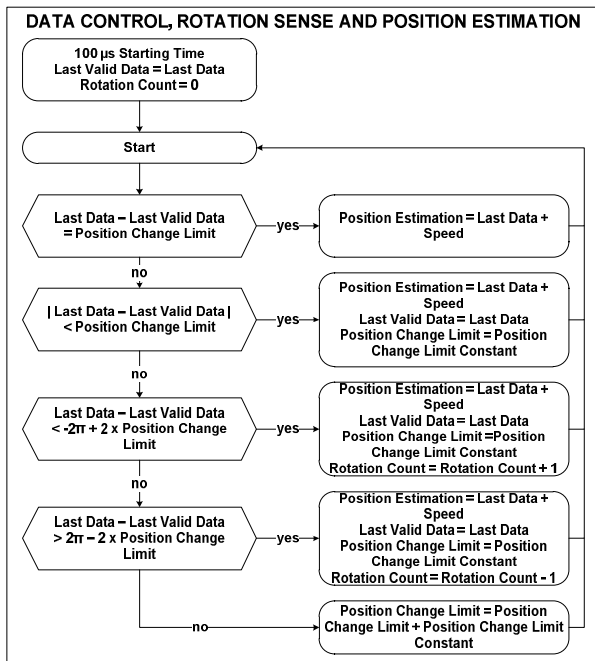 DATA CONTROL, ROTATION SENSE AND POSITION ESTIMATION
100 µs Starting Time
Last Valid Data = Last Data
Rotation Count = 0
Start
Last Data – Last Valid Data
= Position Change Limit
yes
Position Estimation = Last Data +
Speed
no
| Last Data – Last Valid Data |
< Position Change Limit
yes
Position Estimation = Last Data +
Speed
Last Valid Data = Last Data
Position Change Limit = Position
Change Limit Constant
no
Last Data – Last Valid Data
< -2π + 2 x Position Change
Limit
yes
Position Estimation = Last Data +
Speed
Last Valid Data = Last Data
Position Change Limit =Position
Change Limit Constant
Rotation Count = Rotation Count + 1
no
Last Data – Last Valid Data
> 2π – 2 x Position Change
Limit
yes
Position Estimation = Last Data +
Speed
Last Valid Data = Last Data
Position Change Limit = Position
Change Limit Constant
Rotation Count = Rotation Count - 1
no
Position Change Limit = Position
Change Limit + Position Change Limit
Constant